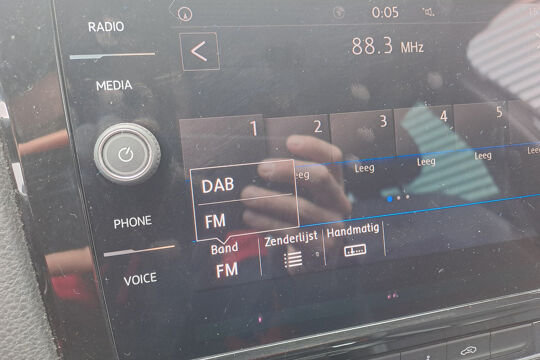 RADIO
MEDIA
PHONE
VOICE
0:05
88.3 MHz
1 2 3 4 5
Leeg Leeg Leeg
DAB
FM
Band Zenderlijst Handmatig
FM